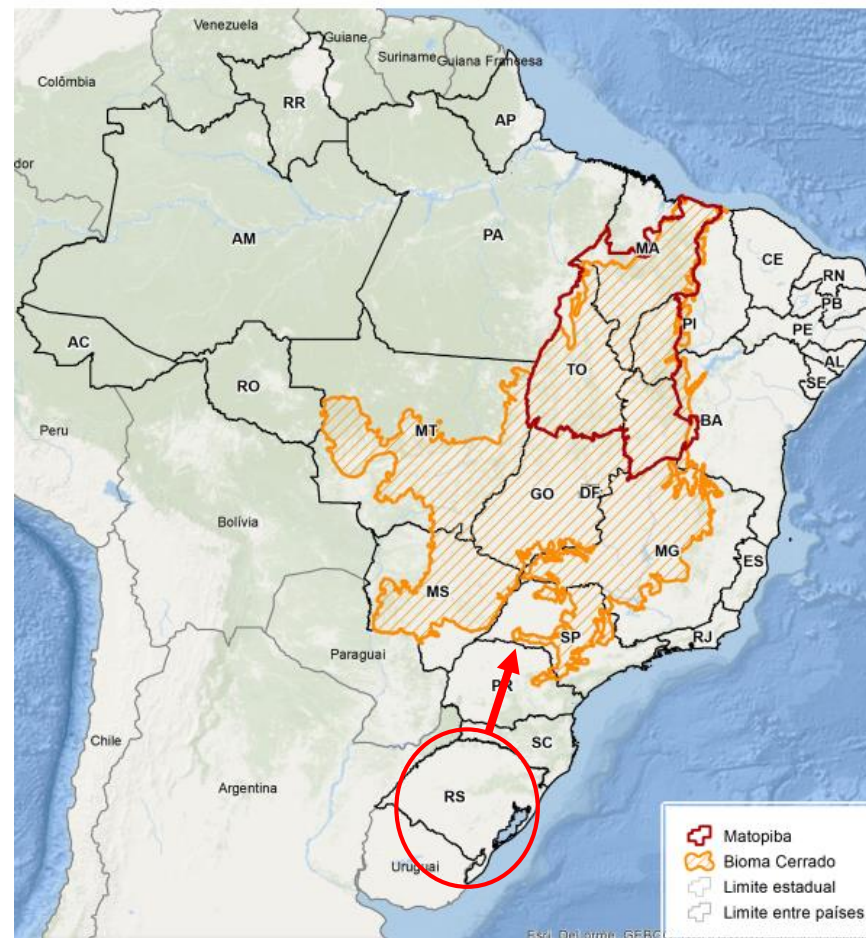 Venezuela
Guiane
Suriname
Guiana Francesa
Colômbia
RR
AP
dor
AM
PA
MA
CE
RN
PB
PI
PE
AC
AL
TO
SE
RO
BA
MT
Peru
GO
DF
Bolívia
MG
ES
MS
SP
RJ
Paraguai
PR
SC
Chile
Argentina
RS
Uruguai
Matopiba
Bioma Cerrado
Limite estadual
Limite entre países